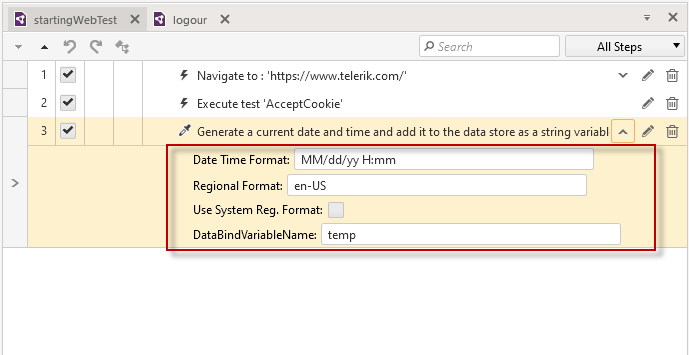 startingWebTest logour
Search All Steps
1 Navigate to : 'https://www.telerik.com/'
2 Execute test 'AcceptCookie'
3 Generate a current date and time and add it to the data store as a string variabl
Date Time Format: MM/dd/yy H:mm
Regional Format: en-US
Use System Reg. Format:
DataBindVariableName: temp